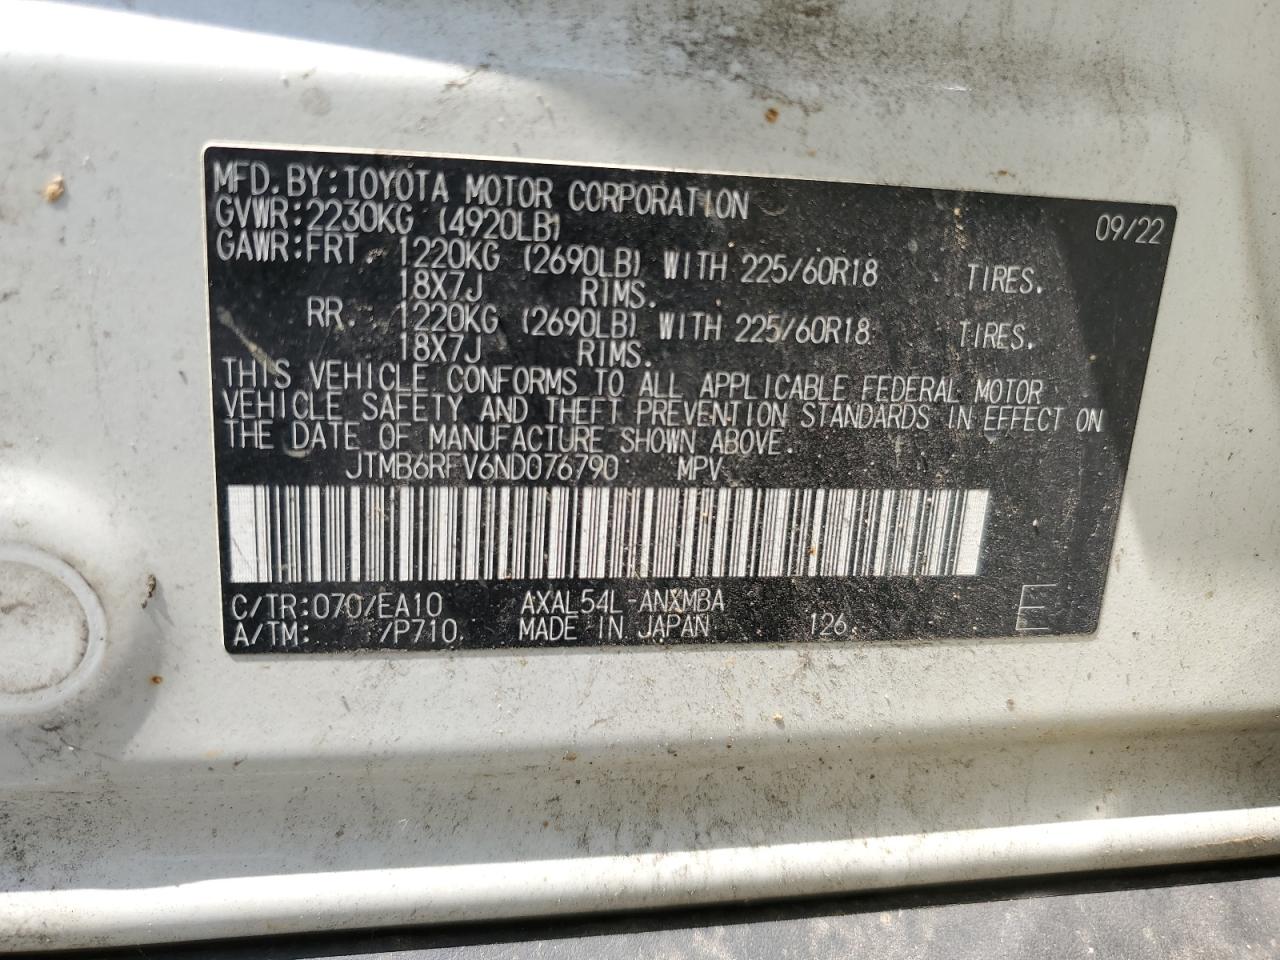 MFD.BY:TOYOTA MOTOR CORPORATION 09/22
GVWR:2230KG (4920LB)
GAWR:FRT 1220KG (2690LB) WITH 225/60R18 TIRES.
18X7J RIMS.
RR. 1220KG (2690LB) WITH 225/60R18 TIRES.
18X7J RIMS.
THIS VEHICLE CONFORMS TO ALL APPLICABLE FEDERAL MOTOR
VEHICLE SAFETY AND THEFT PREVENTION STANDARDS IN EFFECT ON
THE DATE OF MANUFACTURE SHOWN ABOVE.
JTMB6RFV6ND076790 MPV
C/TR:070/EA10 AXAL54L-ANXMBA
A/TM: /P710 MADE IN JAPAN 126
E